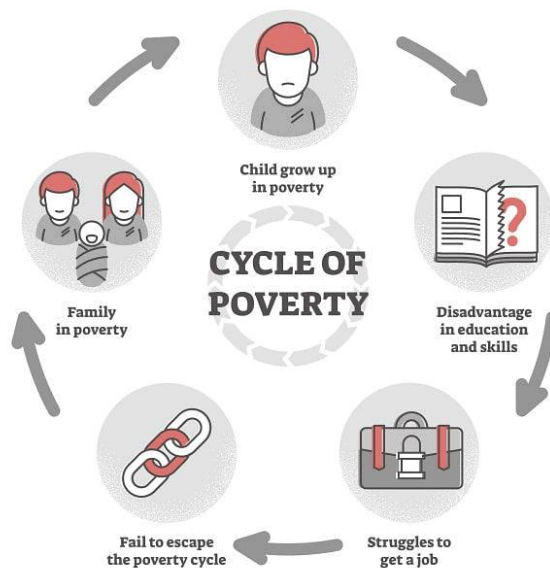 Child grow up
in poverty
CYCLE OF
POVERTY
Family
in poverty
?
Disadvantage
in education
and skills
Fail to escape
the poverty cycle
Struggles to
get a job